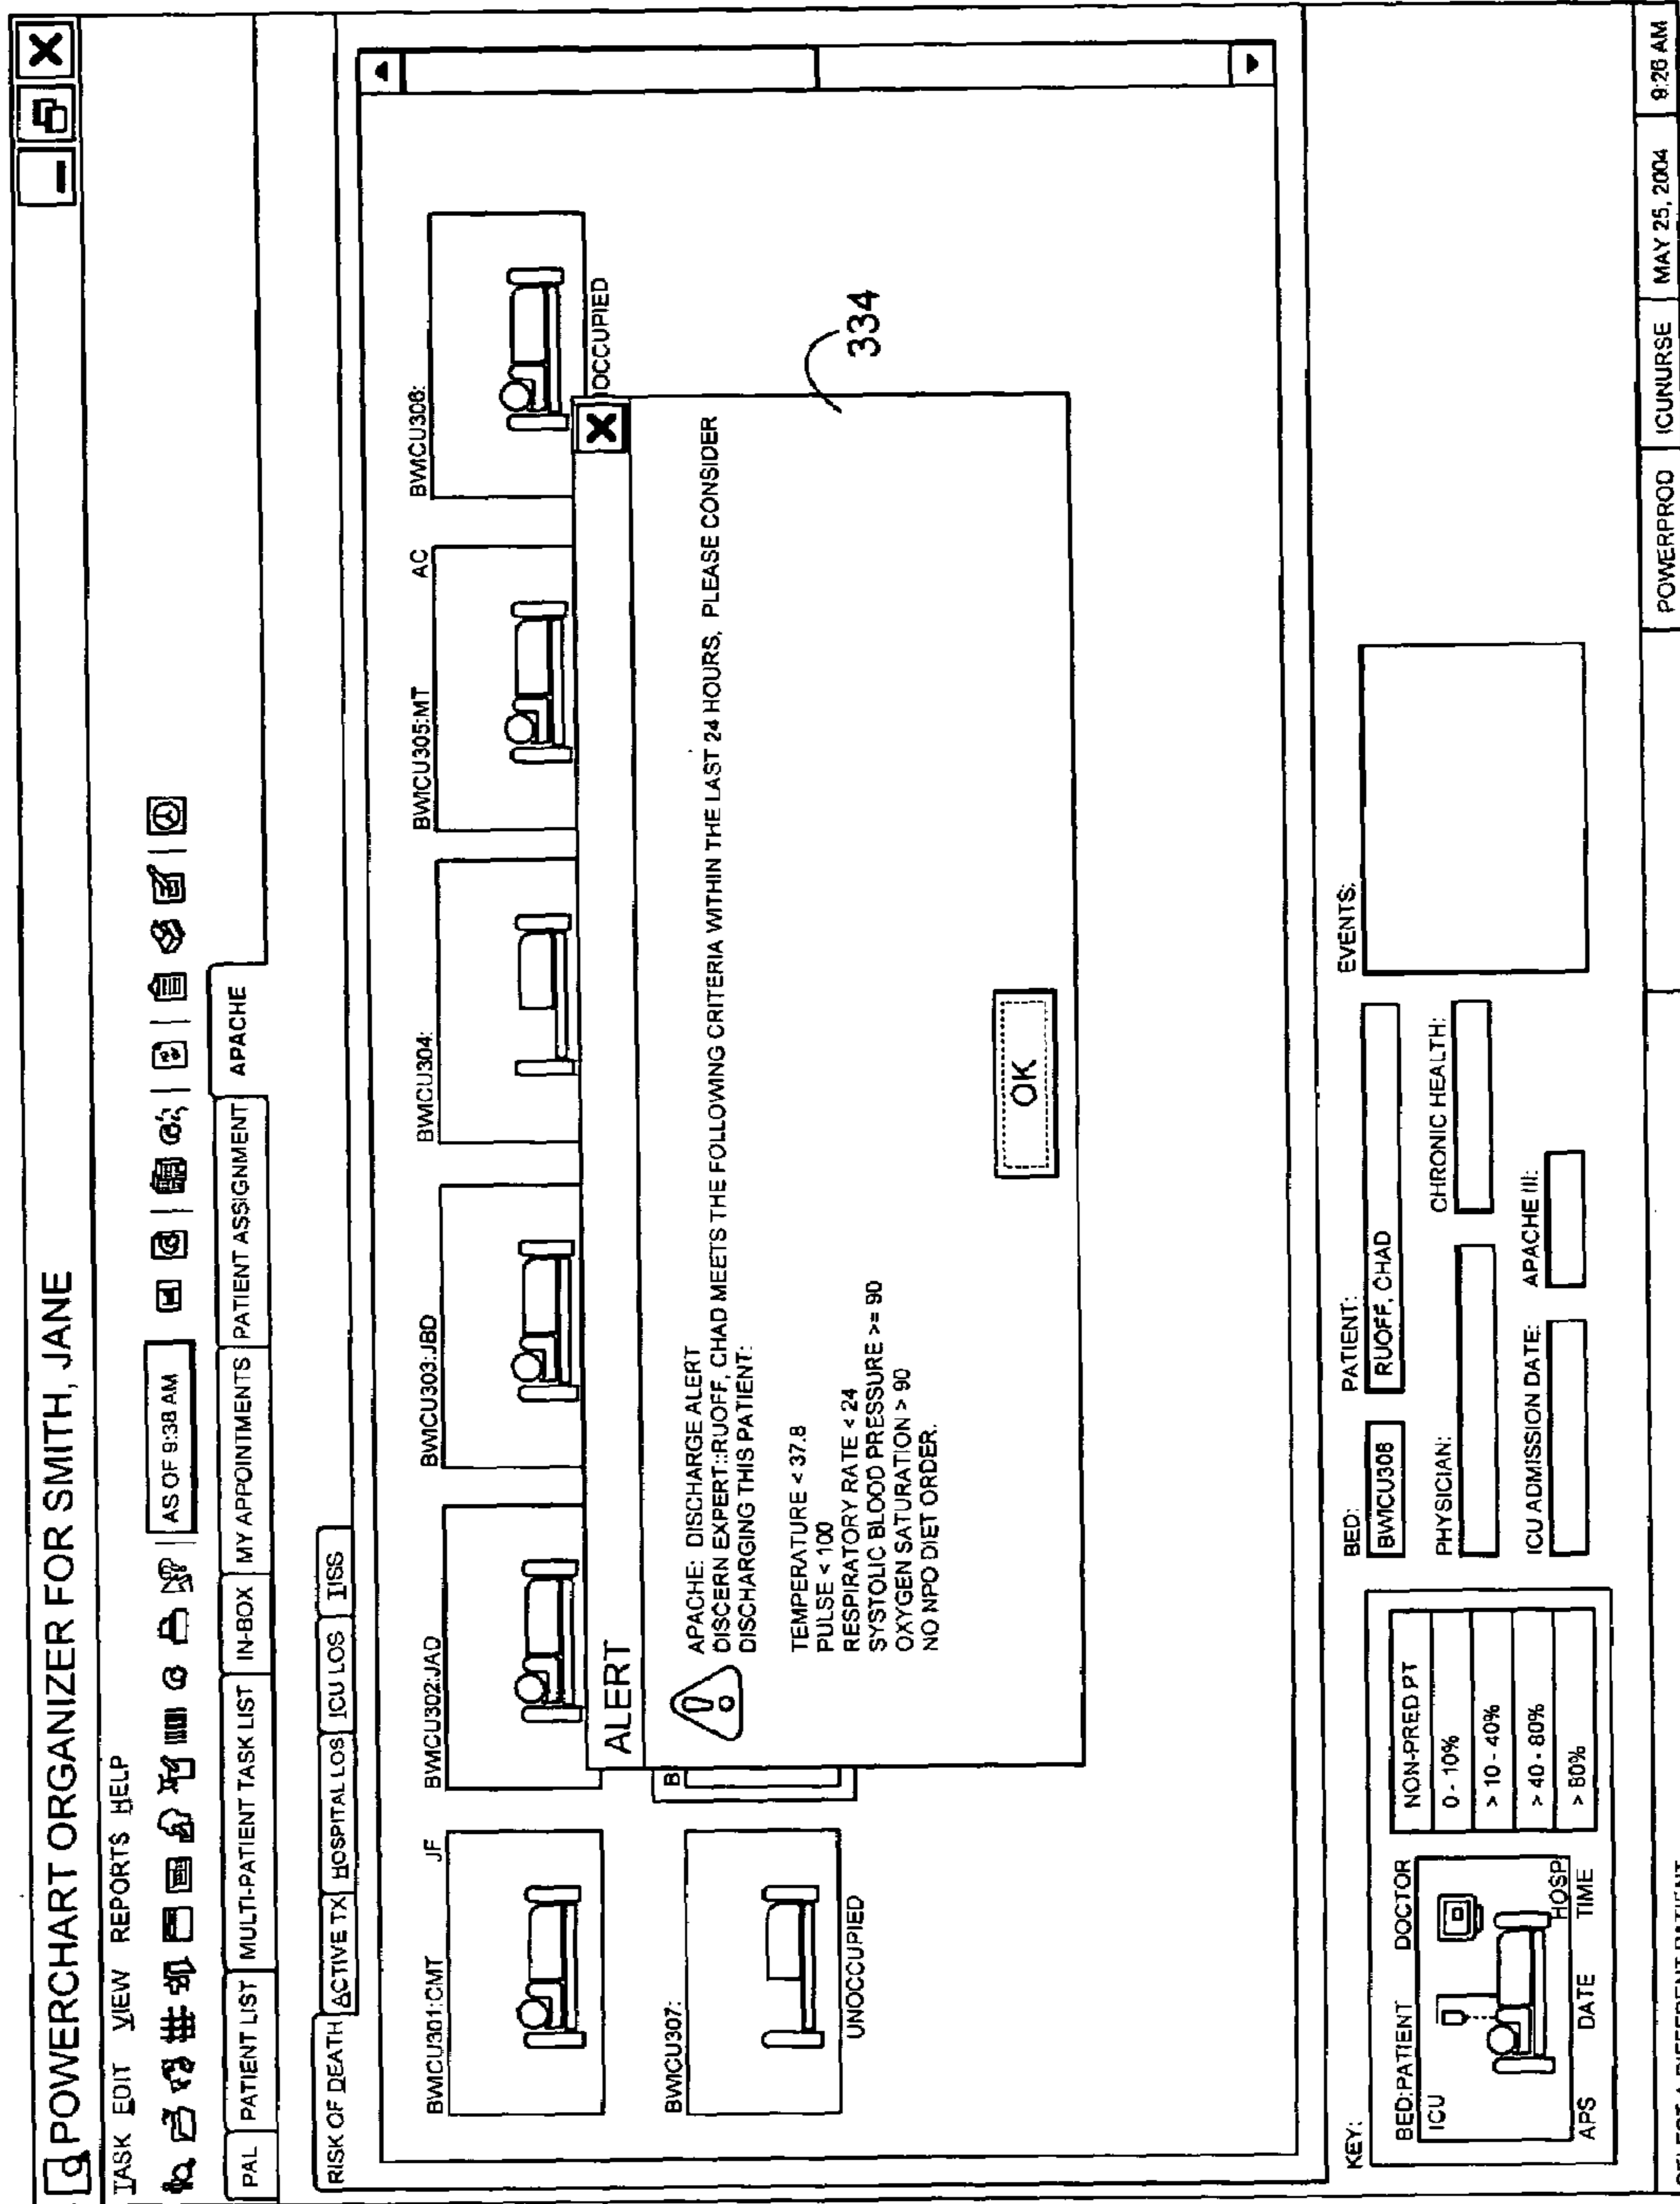 POWERCHART ORGANIZER FOR SMITH, JANE
TASK EDIT VIEW REPORTS HELP
AS OF 9:38 AM
PAL PATIENT LIST MULTI-PATIENT TASK LIST IN-BOX MY APPOINTMENTS PATIENT ASSIGNMENT APACHE
RISK OF DEATH ACTIVE TX HOSPITAL LOS ICU LOS TISS
BWICU301:CMT JF BWICU302:JAD BWICU303:JBD BWICU304: BWICU305:MT AC BWICU306:
OCCUPIED
BWICU307:
UNOCCUPIED
B
ALERT
APACHE: DISCHARGE ALERT
DISCERN EXPERT::RUOFF, CHAD MEETS THE FOLLOWING CRITERIA WITHIN THE LAST 24 HOURS, PLEASE CONSIDER
DISCHARGING THIS PATIENT:
TEMPERATURE < 37.8
PULSE < 100
RESPIRATORY RATE < 24
SYSTOLIC BLOOD PRESSURE >= 90
OXYGEN SATURATION > 90
NO NPO DIET ORDER.
OK
334
KEY:
BED:PATIENT DOCTOR
ICU
HOSP
APS DATE TIME
NON-PRED PT
0 - 10%
> 10 - 40%
> 40 - 80%
> 80%
BED: PATIENT:
BWICU306 RUOFF, CHAD
PHYSICIAN: CHRONIC HEALTH:
ICU ADMISSION DATE: APACHE III:
EVENTS:
SELECT A DIFFERENT PATIENT
POWERPROD ICUNURSE MAY 25, 2004 9:26 AM